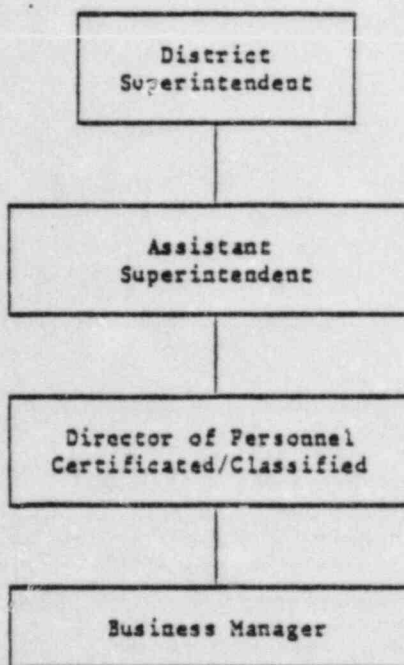 District
Superintendent
Assistant
Superintendent
Director of Personnel
Certificated/Classified
Business Manager